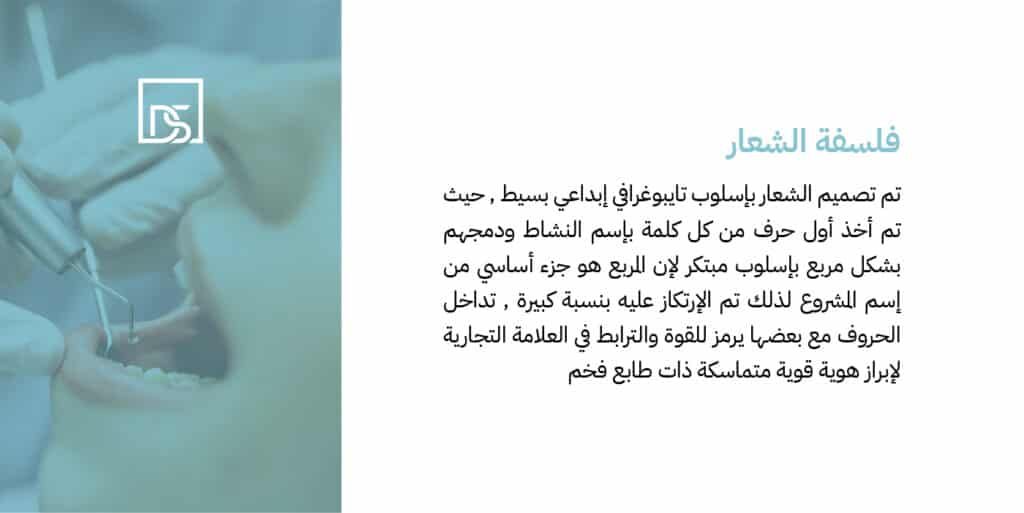 DS
فلسفة الشعار
تم تصميم الشعار بإسلوب تايبوغرافي إبداعي بسيط , حيث
تم أخذ أول حرف من كل كلمة بإسم النشاط ودمجهم
بشكل مربع بإسلوب مبتكر لإن المربع هو جزء أساسي من
إسم المشروع لذلك تم الإرتكاز عليه بنسبة كبيرة , تداخل
الحروف مع بعضها يرمز للقوة والترابط في العلامة التجارية
لإبراز هوية قوية متماسكة ذات طابع فخم